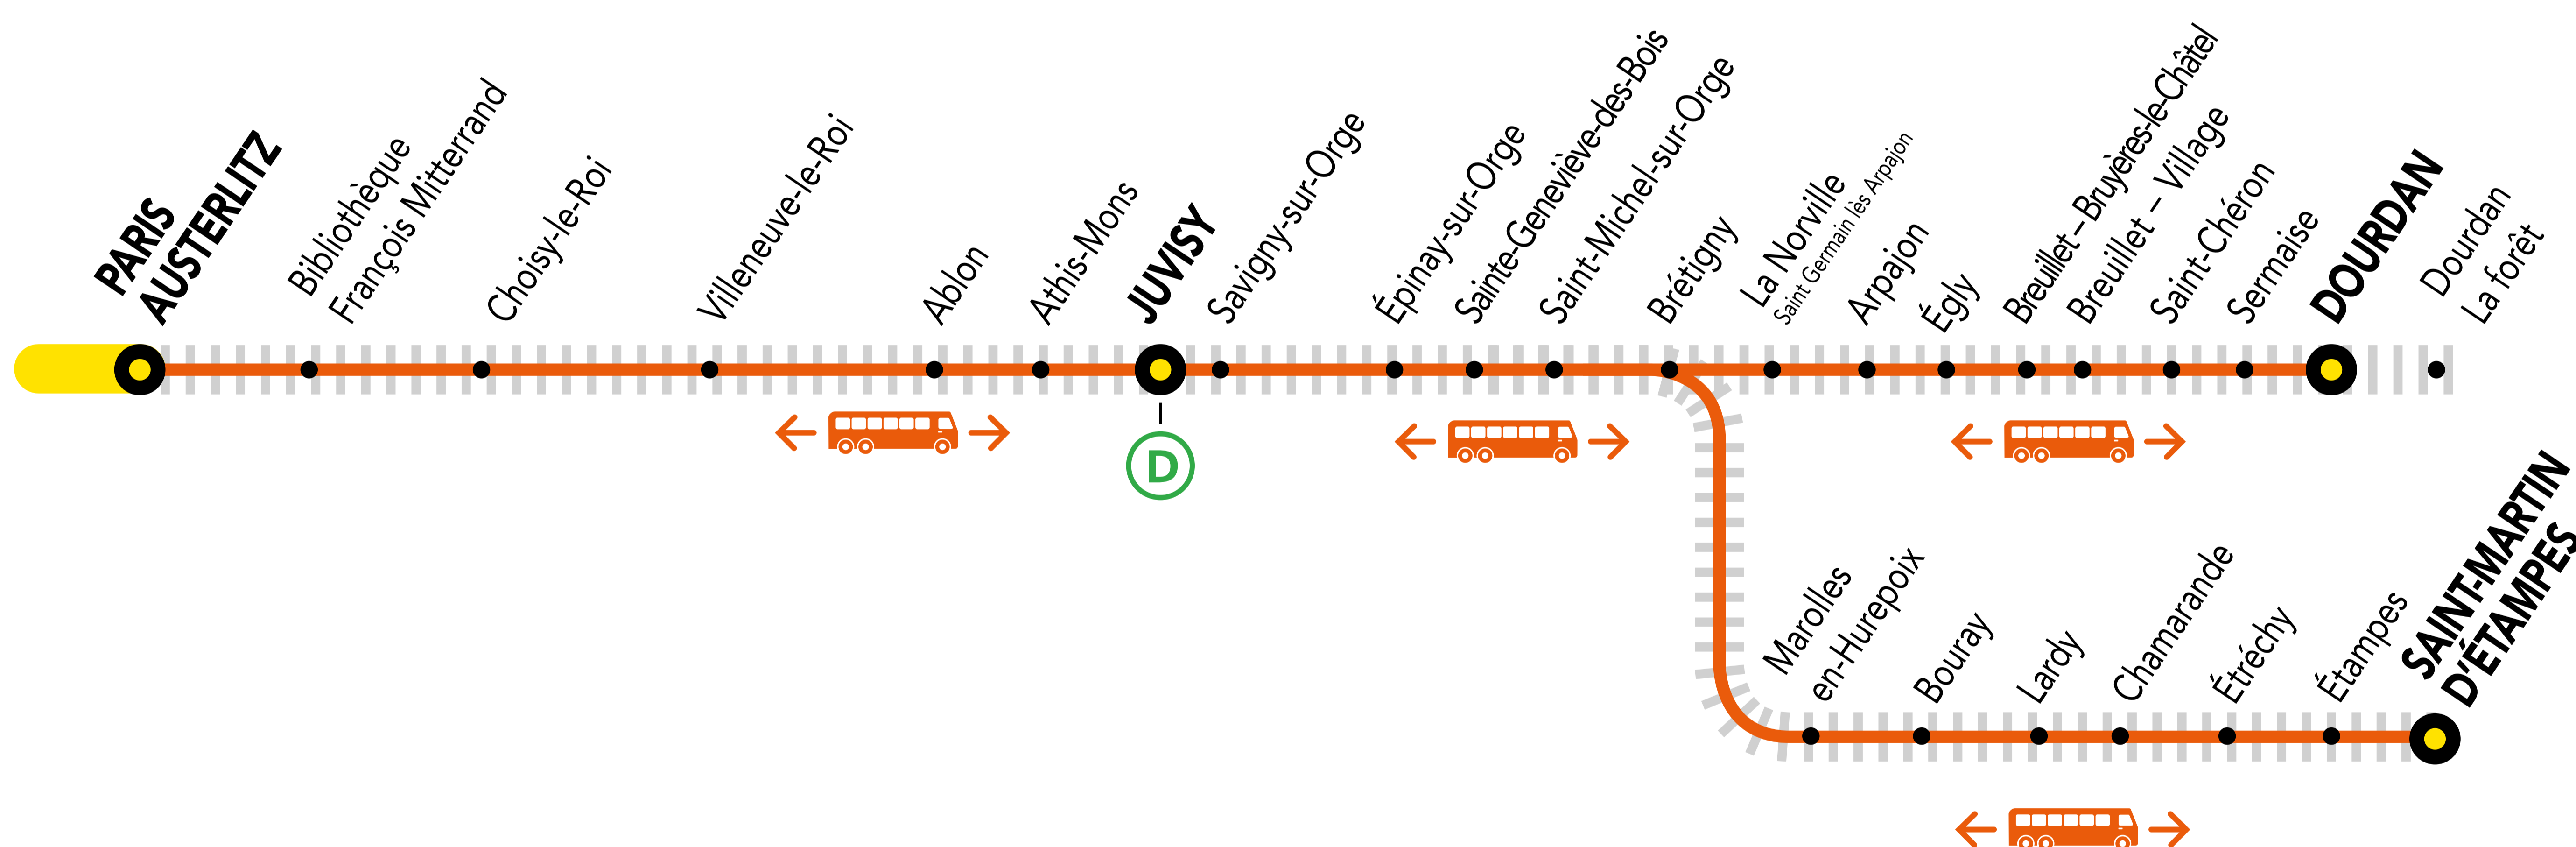 PARIS
AUSTERLITZ
Bibliothèque
François Mitterrand
Choisy-le-Roi
Villeneuve-le-Roi
Ablon
Athis-Mons
JUVISY
Savigny-sur-Orge
Épinay-sur-Orge
Sainte-Geneviève-des-Bois
Saint-Michel-sur-Orge
Brétigny
La Norville
Saint Germain lès Arpajon
Arpajon
Égly
Breuillet – Bruyères-le-Châtel
Breuillet – Village
Saint-Chéron
Sermaise
DOURDAN
Dourdan
La forêt
D
Marolles
en-Hurepoix
Bouray
Lardy
Chamarande
Étréchy
Étampes
SAINT-MARTIN
D'ÉTAMPES